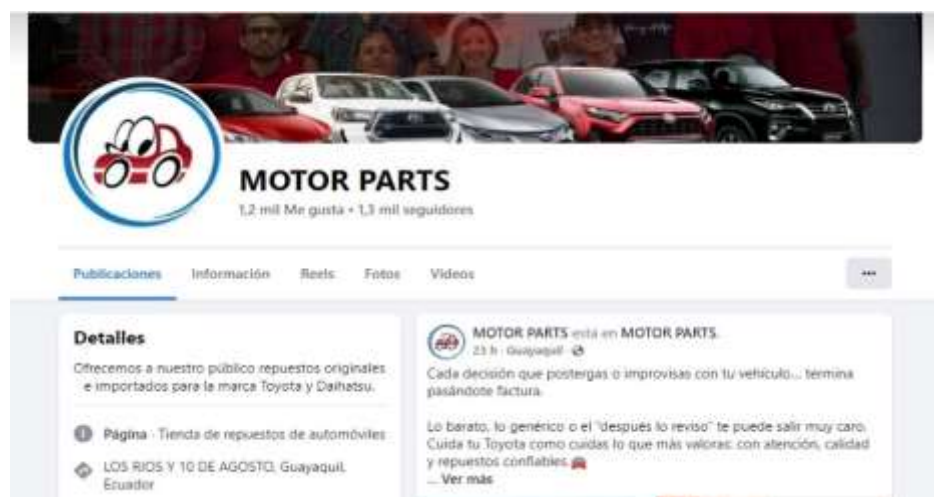 MOTOR PARTS
1,2 mil Me gusta • 1,3 mil seguidores
Publicaciones Información Reels Fotos Videos
Detalles
Ofrecemos a nuestro público repuestos originales
e importados para la marca Toyota y Daihatsu.
Página · Tienda de repuestos de automóviles
LOS RIOS Y 10 DE AGOSTO, Guayaquil,
Ecuador
MOTOR PARTS está en MOTOR PARTS.
23 h · Guayaquil
Cada decisión que postergas o improvisas con tu vehículo... termina
pasándote factura.
Lo barato, lo genérico o el "después lo reviso" te puede salir muy caro.
Cuida tu Toyota como cuidas lo que más valoras: con atención, calidad
y repuestos confiables
... Ver más